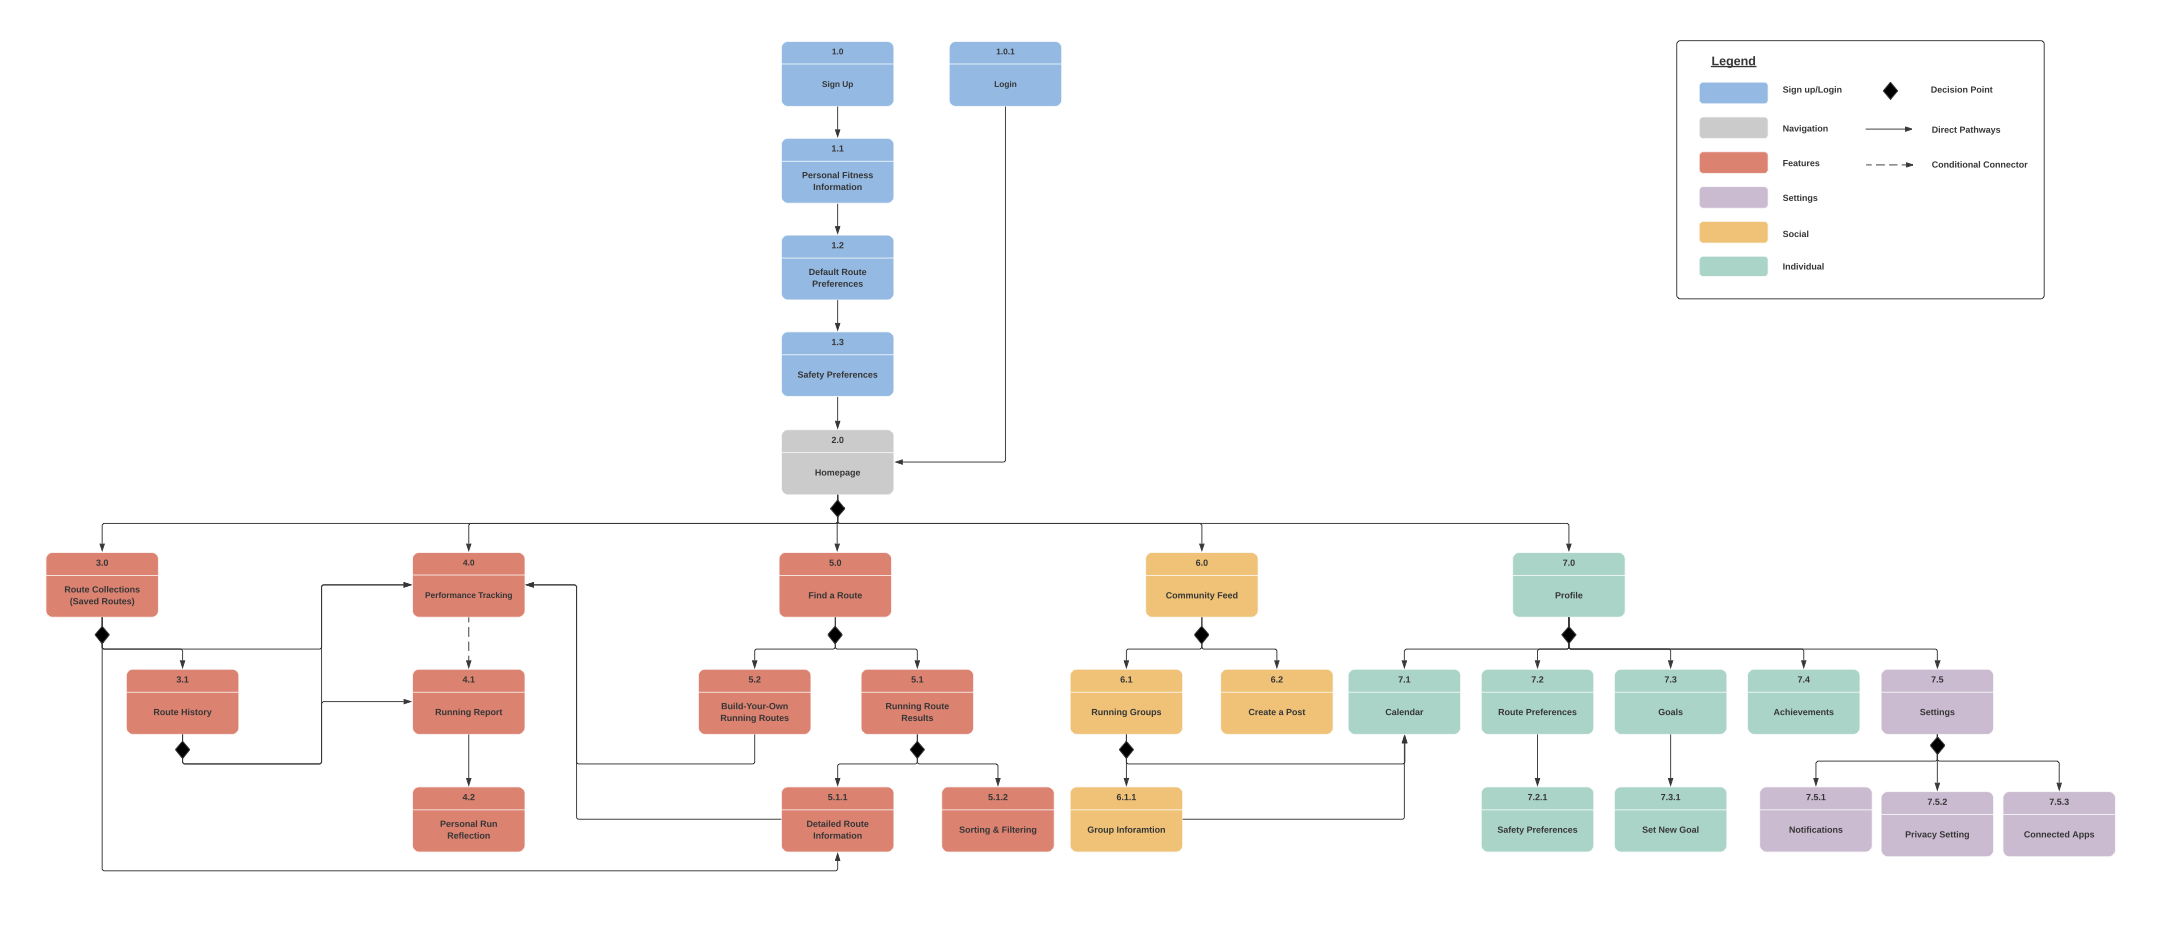 1.0
Sign Up
1.0.1
Login
Legend
Sign up/Login
Decision Point
Navigation
Direct Pathways
Features
Conditional Connector
Settings
Social
Individual
1.1
Personal Fitness
Information
1.2
Default Route
Preferences
1.3
Safety Preferences
2.0
Homepage
3.0
Route Collections
(Saved Routes)
4.0
Performance Tracking
5.0
Find a Route
6.0
Community Feed
7.0
Profile
3.1
Route History
4.1
Running Report
5.2
Build-Your-Own
Running Routes
5.1
Running Route
Results
6.1
Running Groups
6.2
Create a Post
7.1
Calendar
7.2
Route Preferences
7.3
Goals
7.4
Achievements
7.5
Settings
4.2
Personal Run
Reflection
5.1.1
Detailed Route
Information
5.1.2
Sorting & Filtering
6.1.1
Group Inforamtion
7.2.1
Safety Preferences
7.3.1
Set New Goal
7.5.1
Notifications
7.5.2
Privacy Setting
7.5.3
Connected Apps